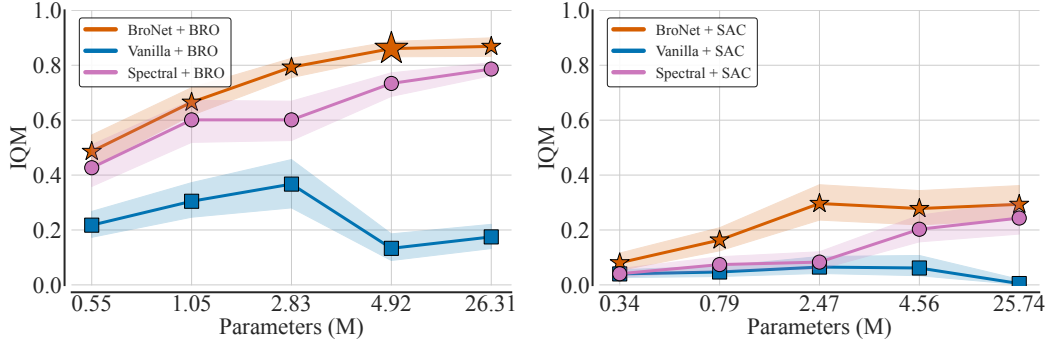 1.0
0.8
0.6
0.4
0.2
0.0
IQM
BroNet + BRO
Vanilla + BRO
Spectral + BRO
0.55 1.05 2.83 4.92 26.31
Parameters (M)
1.0
0.8
0.6
0.4
0.2
0.0
IQM
BroNet + SAC
Vanilla + SAC
Spectral + SAC
0.34 0.79 2.47 4.56 25.74
Parameters (M)